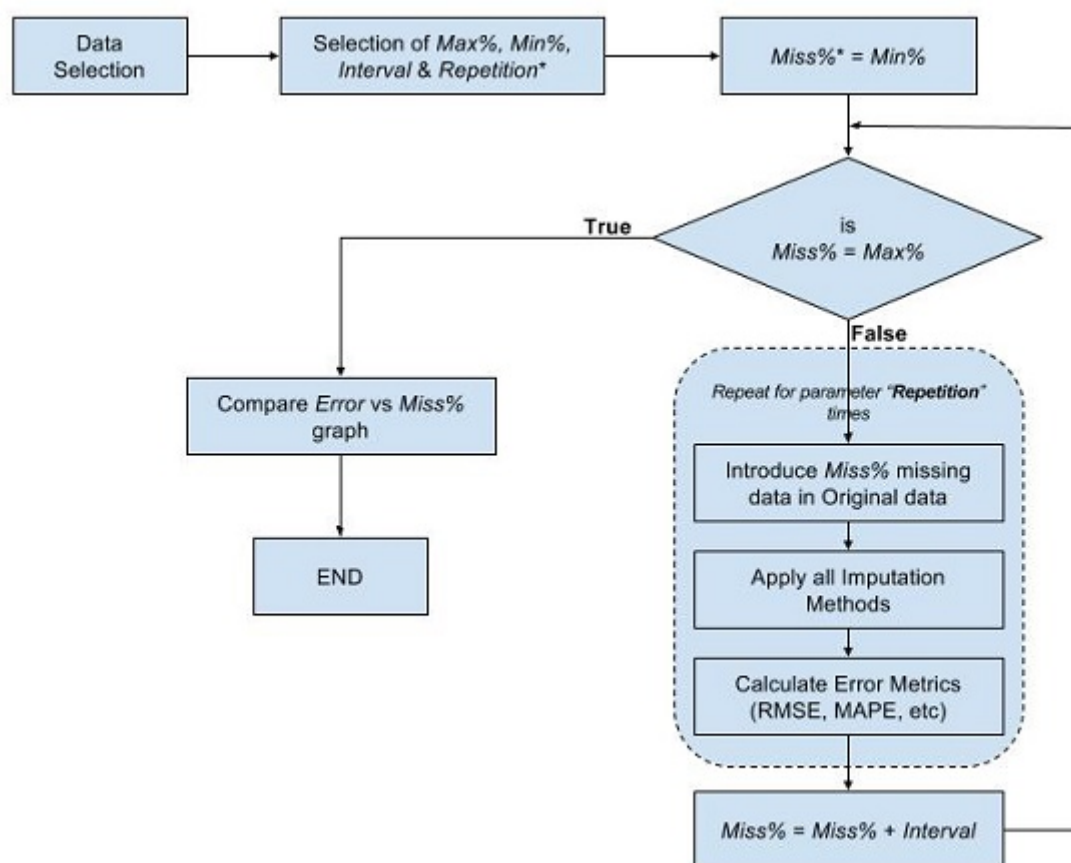 Data
Selection
Selection of Max%, Min%,
Interval & Repetition*
Miss%* = Min%
is
Miss% = Max%
True
False
Compare Error vs Miss%
graph
END
Repeat for parameter “Repetition”
times
Introduce Miss% missing
data in Original data
Apply all Imputation
Methods
Calculate Error Metrics
(RMSE, MAPE, etc)
Miss% = Miss% + Interval